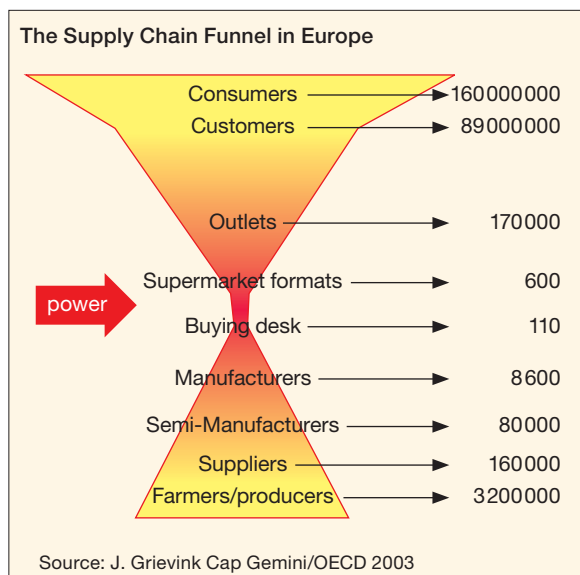 The Supply Chain Funnel in Europe
Consumers 160000000
Customers 89000000
Outlets 170000
Supermarket formats 600
power
Buying desk 110
Manufacturers 8600
Semi-Manufacturers 80000
Suppliers 160000
Farmers/producers 3200000
Source: J. Grievink Cap Gemini/OECD 2003